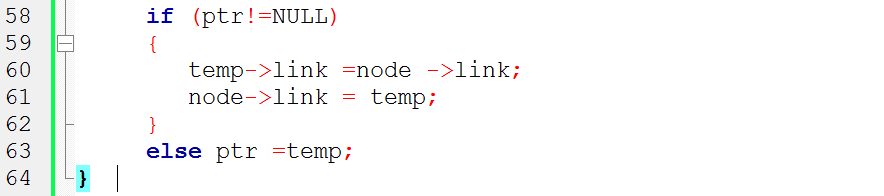 58 if (ptr!=NULL)
59 {
60 temp->link =node ->link;
61 node->link = temp;
62 }
63 else ptr =temp;
64 }